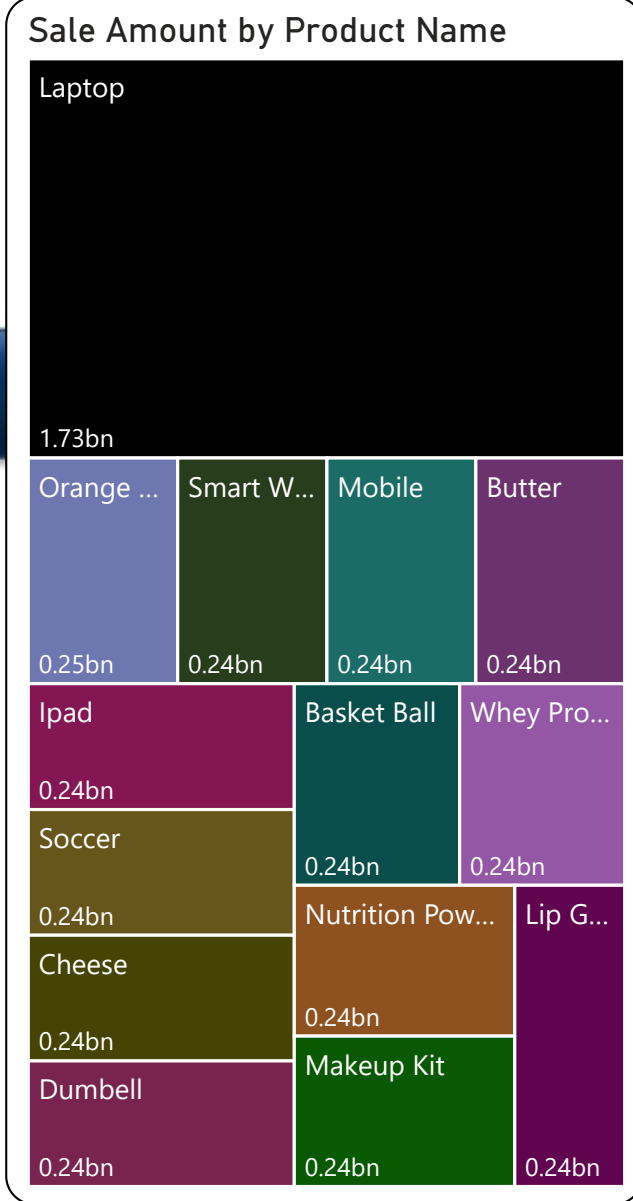 Sale Amount by Product Name
Laptop
1.73bn
Orange ...
0.25bn
Smart W...
0.24bn
Mobile
0.24bn
Butter
0.24bn
Ipad
0.24bn
Soccer
0.24bn
Cheese
0.24bn
Dumbell
0.24bn
Basket Ball
0.24bn
Whey Pro...
0.24bn
Nutrition Pow...
0.24bn
Makeup Kit
0.24bn
Lip G...
0.24bn